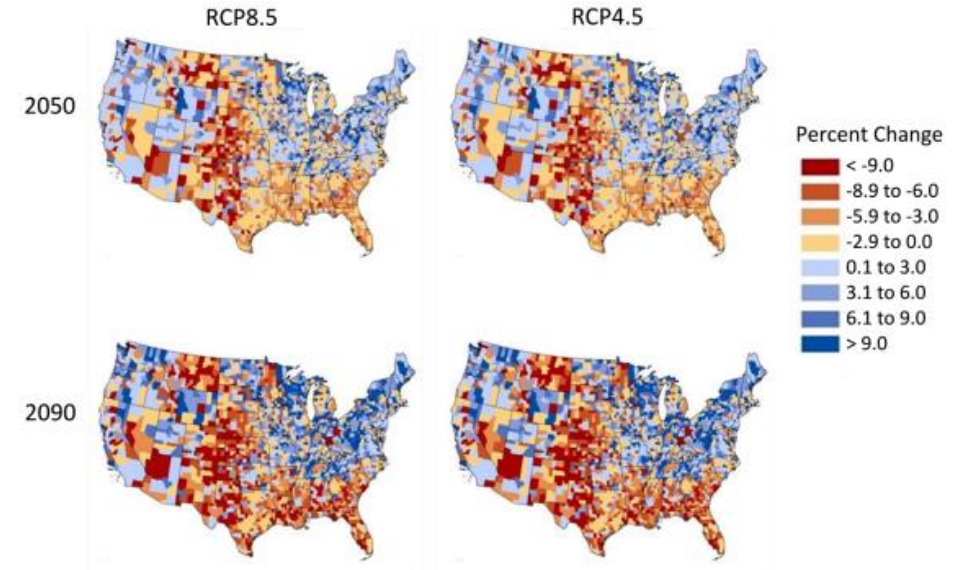 RCP8.5
RCP4.5
2050
2090
Percent Change
< -9.0
-8.9 to -6.0
-5.9 to -3.0
-2.9 to 0.0
0.1 to 3.0
3.1 to 6.0
6.1 to 9.0
> 9.0